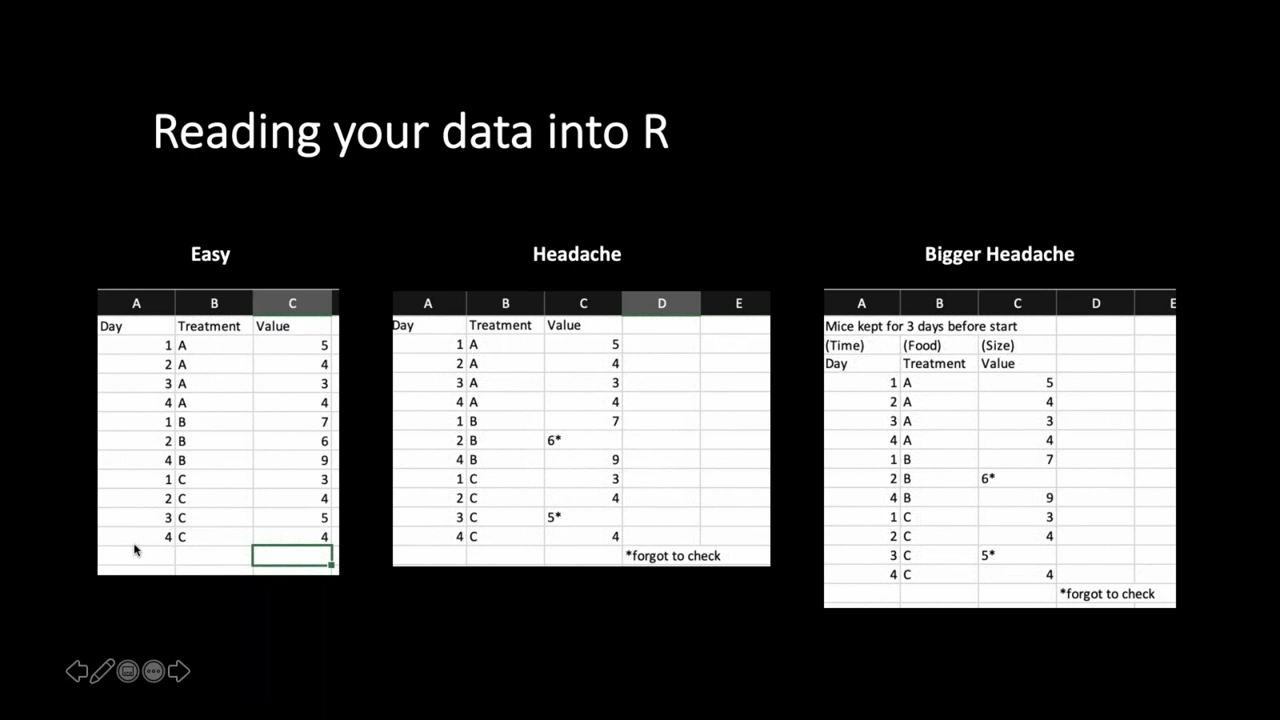 Reading your data into R
Easy
A B C
Day Treatment Value
1 A 5
2 A 4
3 A 3
4 A 4
1 B 7
2 B 6
4 B 9
1 C 3
2 C 4
3 C 5
4 C 4
Headache
A B C D E
Day Treatment Value
1 A 5
2 A 4
3 A 3
4 A 4
1 B 7
2 B 6*
4 B 9
1 C 3
2 C 4
3 C 5*
4 C 4
*forgot to check
Bigger Headache
A B C D E
Mice kept for 3 days before start
(Time) (Food) (Size)
Day Treatment Value
1 A 5
2 A 4
3 A 3
4 A 4
1 B 7
2 B 6*
4 B 9
1 C 3
2 C 4
3 C 5*
4 C 4
*forgot to check